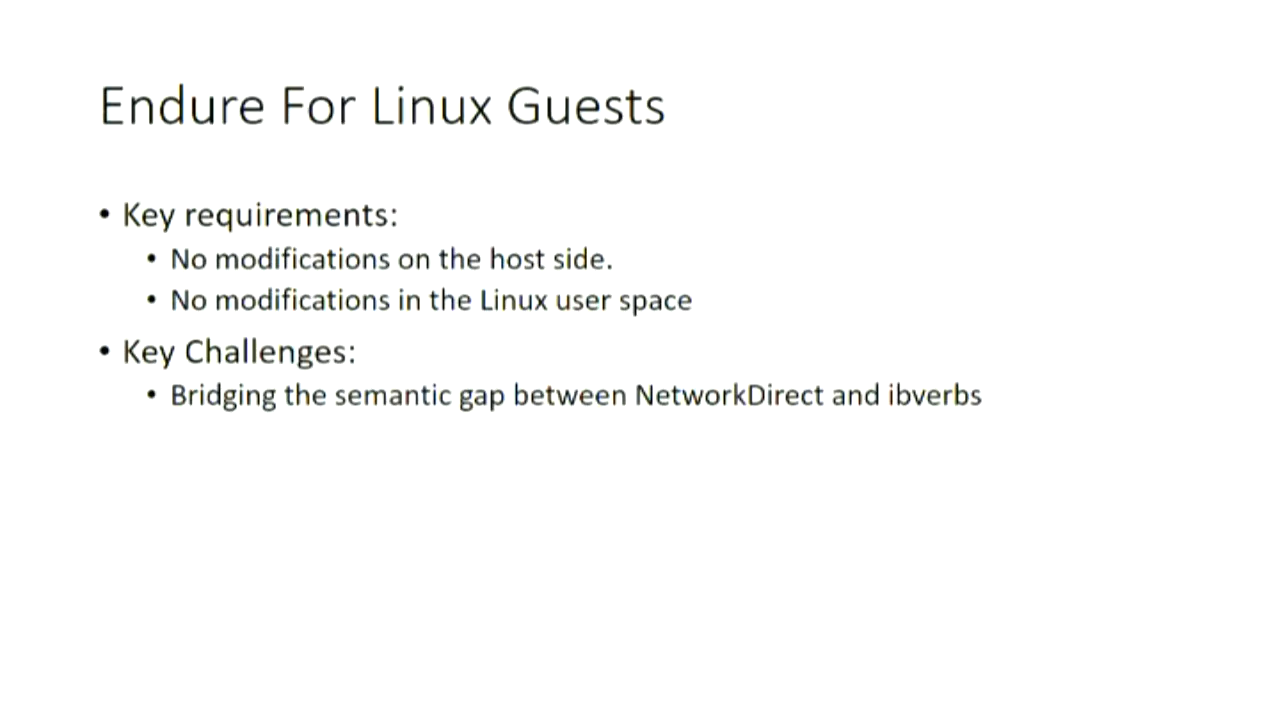 Endure For Linux Guests
• Key requirements:
• No modifications on the host side.
• No modifications in the Linux user space
• Key Challenges:
• Bridging the semantic gap between NetworkDirect and ibverbs